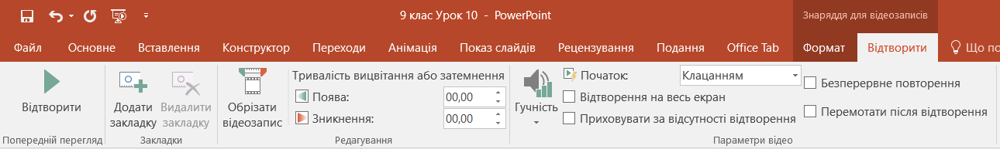 9 клас Урок 10 - PowerPoint
Знаряддя для відеозаписів
Файл Основне Вставлення Конструктор Переходи Анімація Показ слайдів Рецензування Подання Office Tab Формат Відтворити Що по
Відтворити
Попередній перегляд
Додати закладку
Видалити закладку
Закладки
Обрізати відеозапис
Тривалість вицвітання або затемнення
Поява: 00,00
Зникнення: 00,00
Редагування
Гучність
Початок: Клацанням
Відтворення на весь екран
Приховувати за відсутності відтворення
Безперервне повторення
Перемотати після відтворення
Параметри відео